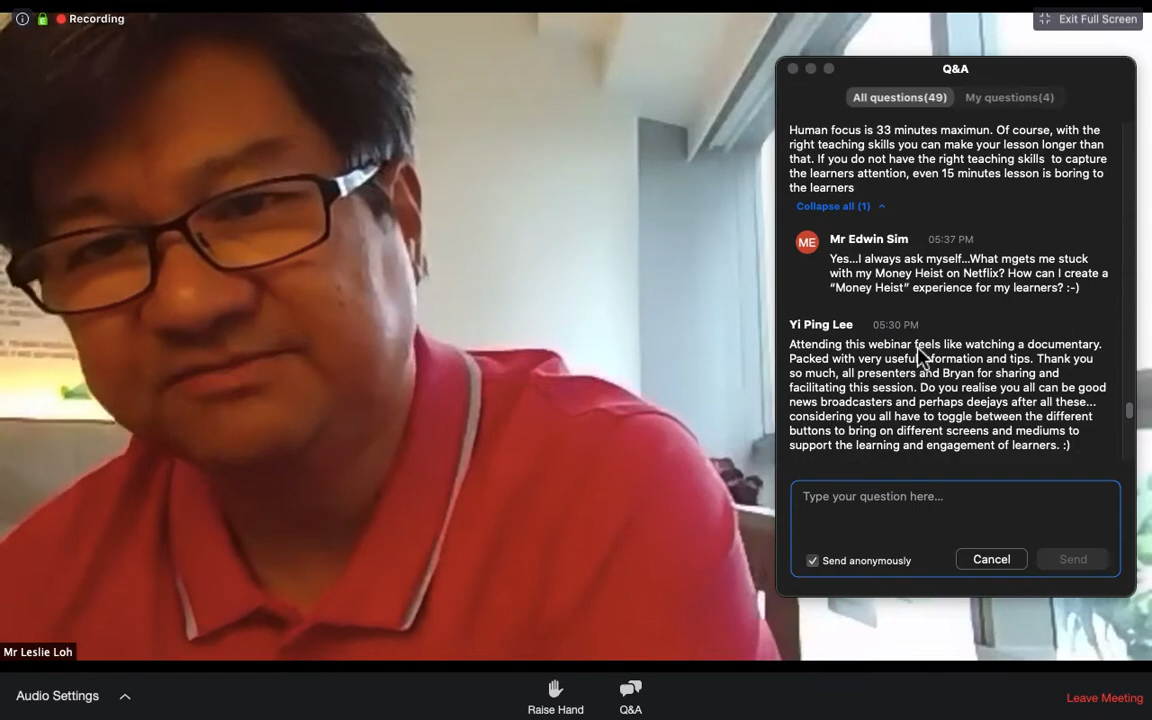 Recording
Exit Full Screen
Q&A
All questions(49)
My questions(4)
Human focus is 33 minutes maximun. Of course, with the
right teaching skills you can make your lesson longer than
that. If you do not have the right teaching skills to capture
the learners attention, even 15 minutes lesson is boring to
the learners
Collapse all (1)
ME
Mr Edwin Sim
05:37 PM
Yes...I always ask myself...What mgets me stuck
with my Money Heist on Netflix? How can I create a
“Money Heist” experience for my learners? :-)
Yi Ping Lee
05:30 PM
Attending this webinar feels like watching a documentary.
Packed with very useful information and tips. Thank you
so much, all presenters and Bryan for sharing and
facilitating this session. Do you realise you all can be good
news broadcasters and perhaps deejays after all these...
considering you all have to toggle between the different
buttons to bring on different screens and mediums to
support the learning and engagement of learners. :)
Type your question here...
Send anonymously
Cancel
Send
Mr Leslie Loh
Audio Settings
Raise Hand
Q&A
Leave Meeting